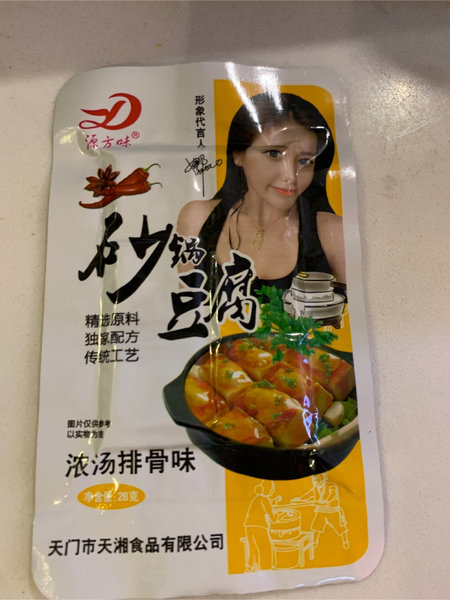 源方味®
形象代言人
砂锅
豆腐
精选原料
独家配方
传统工艺
图片仅供参考
以实物为准
浓汤排骨味
净含量:28克
天门市天湘食品有限公司